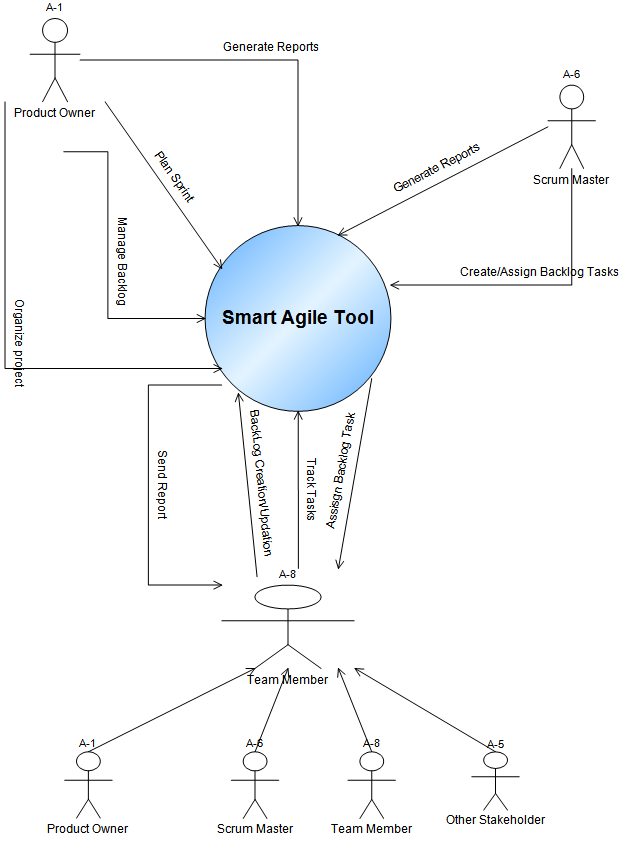 A-1
Product Owner
Generate Reports
A-6
Scrum Master
Generate Reports
Plan Sprint
Manage Backlog
Organize project
Create/Assign Backlog Tasks
Smart Agile Tool
Send Report
BackLog Creation/Updation
Track Tasks
Assisgn Backlog Task
A-8
Team Member
A-1
Product Owner
A-6
Scrum Master
A-8
Team Member
A-5
Other Stakeholder